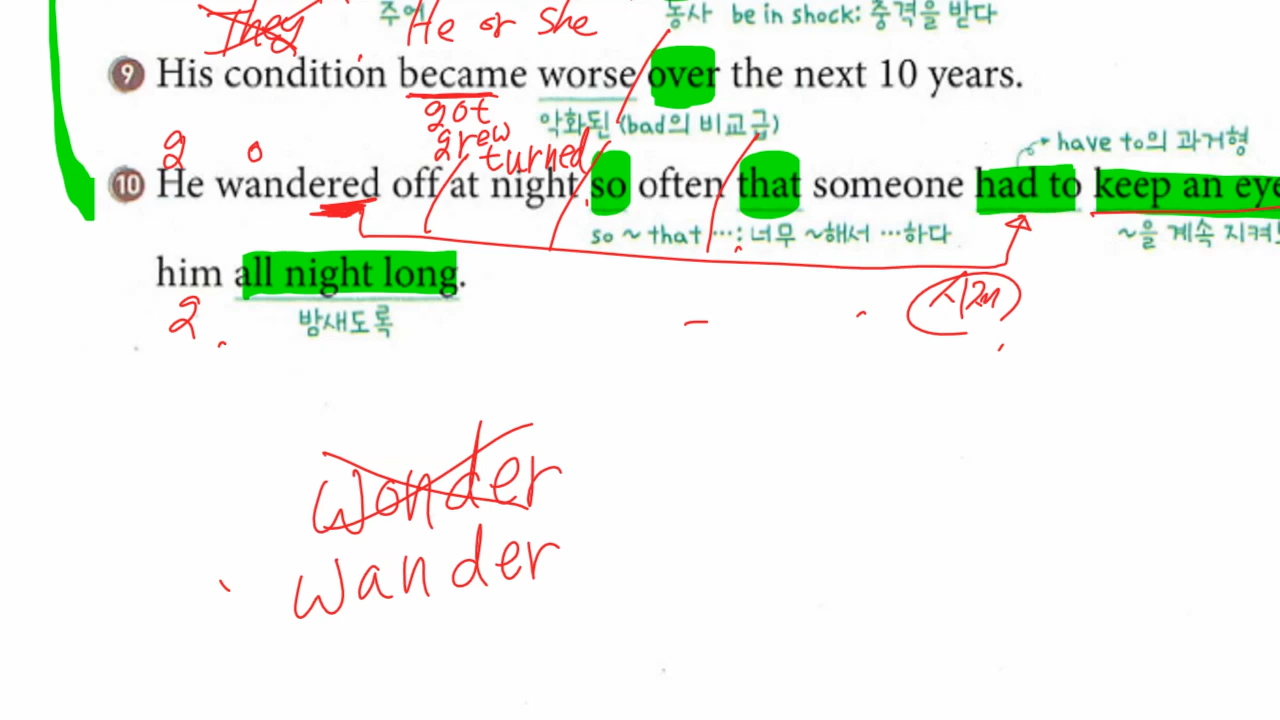 They 주어 He or she 동사 be in shock: 충격을 받다
9 His condition became worse over the next 10 years.
got 악화된 (bad의 비교급)
grew
turned
have to의 과거형
10 He wandered off at night so often that someone had to keep an eye
so ~ that …: 너무 ~해서 …하다 ~을 계속 지켜보
him all night long.
밤새도록
시제
wonder
wander